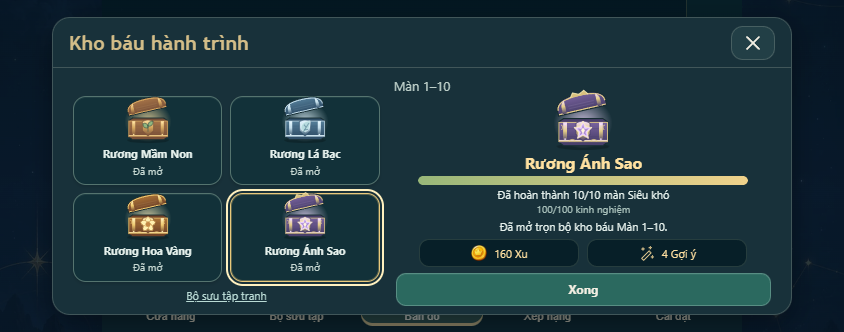 Kho báu hành trình
Màn 1–10
Rương Mầm Non
Đã mở
Rương Lá Bạc
Đã mở
Rương Hoa Vàng
Đã mở
Rương Ánh Sao
Đã mở
Bộ sưu tập tranh
Rương Ánh Sao
Đã hoàn thành 10/10 màn Siêu khó
100/100 kinh nghiệm
Đã mở trọn bộ kho báu Màn 1–10.
160 Xu
4 Gợi ý
Xong
Cửa hàng
Bộ sưu tập
Bản đồ
Xếp hạng
Cài đặt